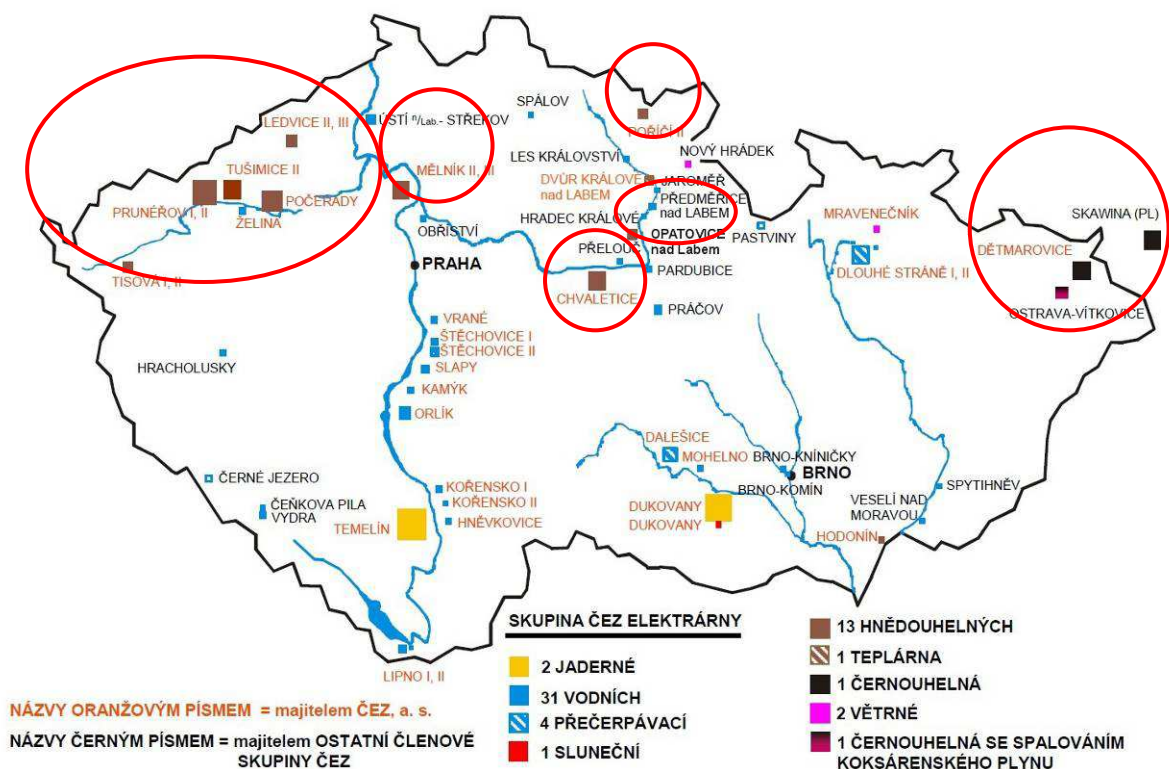 SPÁLOV
LEDVICE II, III
ÚSTÍ n/Lab.- STŘEKOV
POŘÍČÍ II
LES KRÁLOVSTVÍ
NOVÝ HRÁDEK
TUŠIMICE II
MĚLNÍK II, III
DVŮR KRÁLOVÉ
nad LABEM
JAROMĚŘ
PRUNÉŘOV I, II
POČERADY
PŘEDMĚŘICE
nad LABEM
ŽELINA
HRADEC KRÁLOVÉ
OBŘÍSTVÍ
OPATOVICE
nad Labem
PASTVINY
MRAVENEČNÍK
SKAWINA (PL)
PŘELOUČ
DĚTMAROVICE
PRAHA
PARDUBICE
DLOUHÉ STRÁNĚ I, II
TISOVÁ I, II
CHVALETICE
PRÁČOV
OSTRAVA-VÍTKOVICE
VRANÉ
ŠTĚCHOVICE I
ŠTĚCHOVICE II
HRACHOLUSKY
SLAPY
KAMÝK
ORLÍK
DALEŠICE
MOHELNO
BRNO-KNÍNIČKY
BRNO
ČERNÉ JEZERO
KOŘENSKO I
KOŘENSKO II
BRNO-KOMÍN
SPYTIHNĚV
ČEŇKOVA PILA
VYDRA
HNĚVKOVICE
TEMELÍN
DUKOVANY
DUKOVANY
VESELÍ NAD
MORAVOU
HODONÍN
LIPNO I, II
SKUPINA ČEZ ELEKTRÁRNY
2 JADERNÉ
31 VODNÍCH
4 PŘEČERPÁVACÍ
1 SLUNEČNÍ
13 HNĚDOUHELNÝCH
1 TEPLÁRNA
1 ČERNOUHELNÁ
2 VĚTRNÉ
1 ČERNOUHELNÁ SE SPALOVÁNÍM
KOKSÁRENSKÉHO PLYNU
NÁZVY ORANŽOVÝM PÍSMEM = majitelem ČEZ, a. s.
NÁZVY ČERNÝM PÍSMEM = majitelem OSTATNÍ ČLENOVÉ
SKUPINY ČEZ